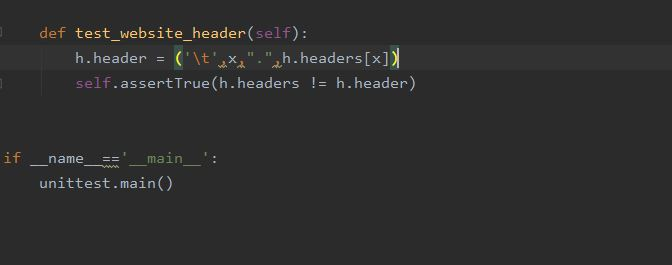 def test_website_header(self):
h.header = ('\t',x,".",h.headers[x])
self.assertTrue(h.headers != h.header)
if __name__=='__main__':
unittest.main()